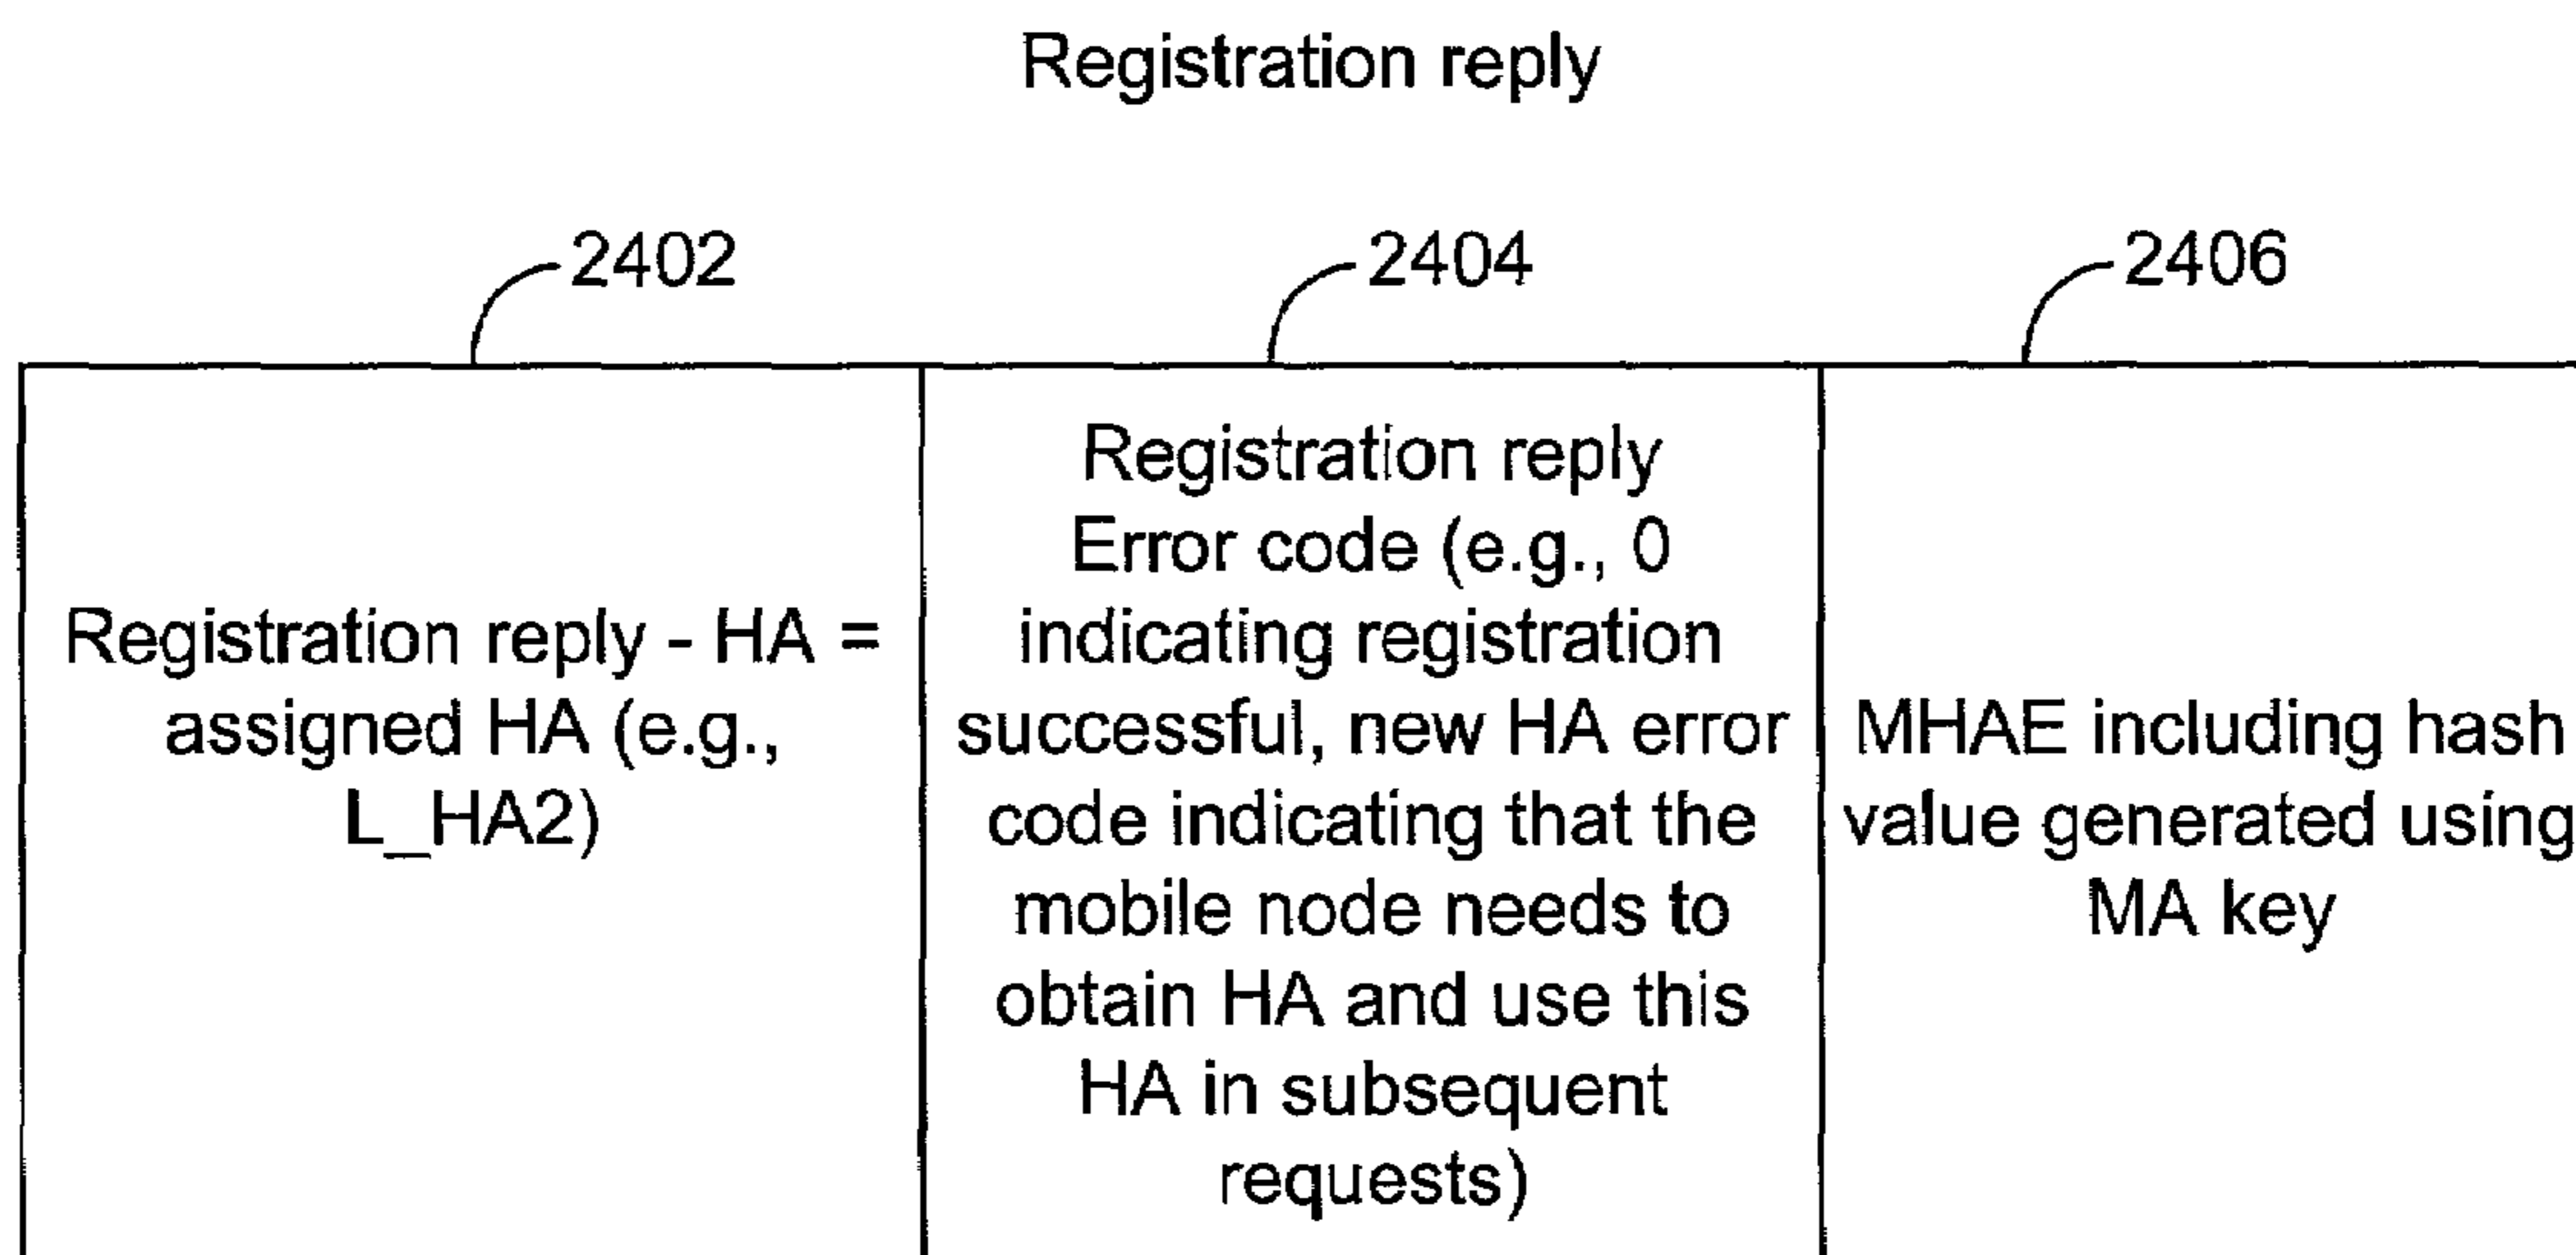 Registration reply
2402
2404
2406
Registration reply - HA =
assigned HA (e.g.,
L_HA2)
Registration reply
Error code (e.g., 0
indicating registration
successful, new HA error
code indicating that the
mobile node needs to
obtain HA and use this
HA in subsequent
requests)
MHAE including hash
value generated using
MA key